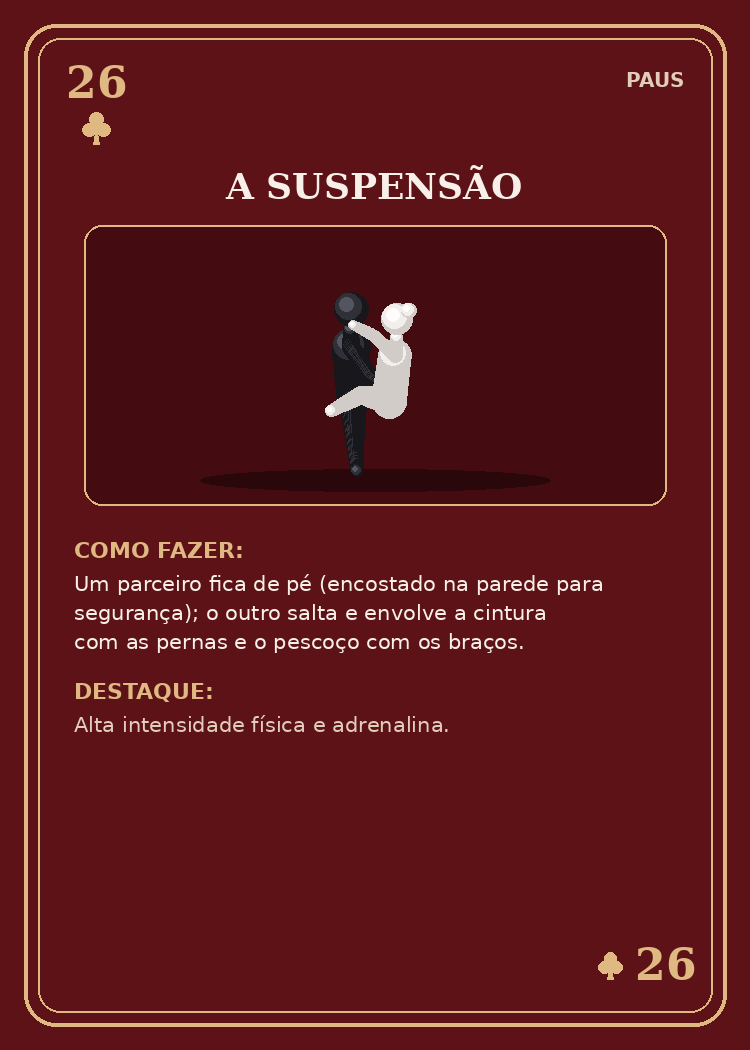 26
PAUS
A SUSPENSÃO
COMO FAZER:
Um parceiro fica de pé (encostado na parede para
segurança); o outro salta e envolve a cintura
com as pernas e o pescoço com os braços.
DESTAQUE:
Alta intensidade física e adrenalina.
26